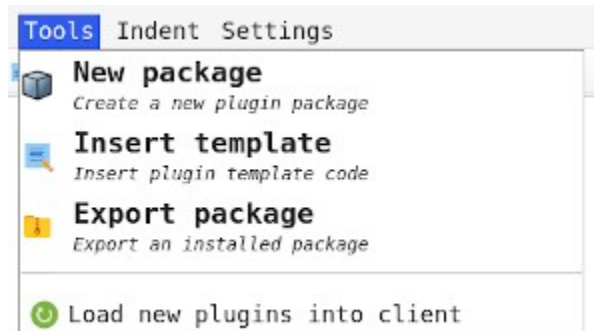 Tools Indent Settings
New package
Create a new plugin package
Insert template
Insert plugin template code
Export package
Export an installed package
Load new plugins into client